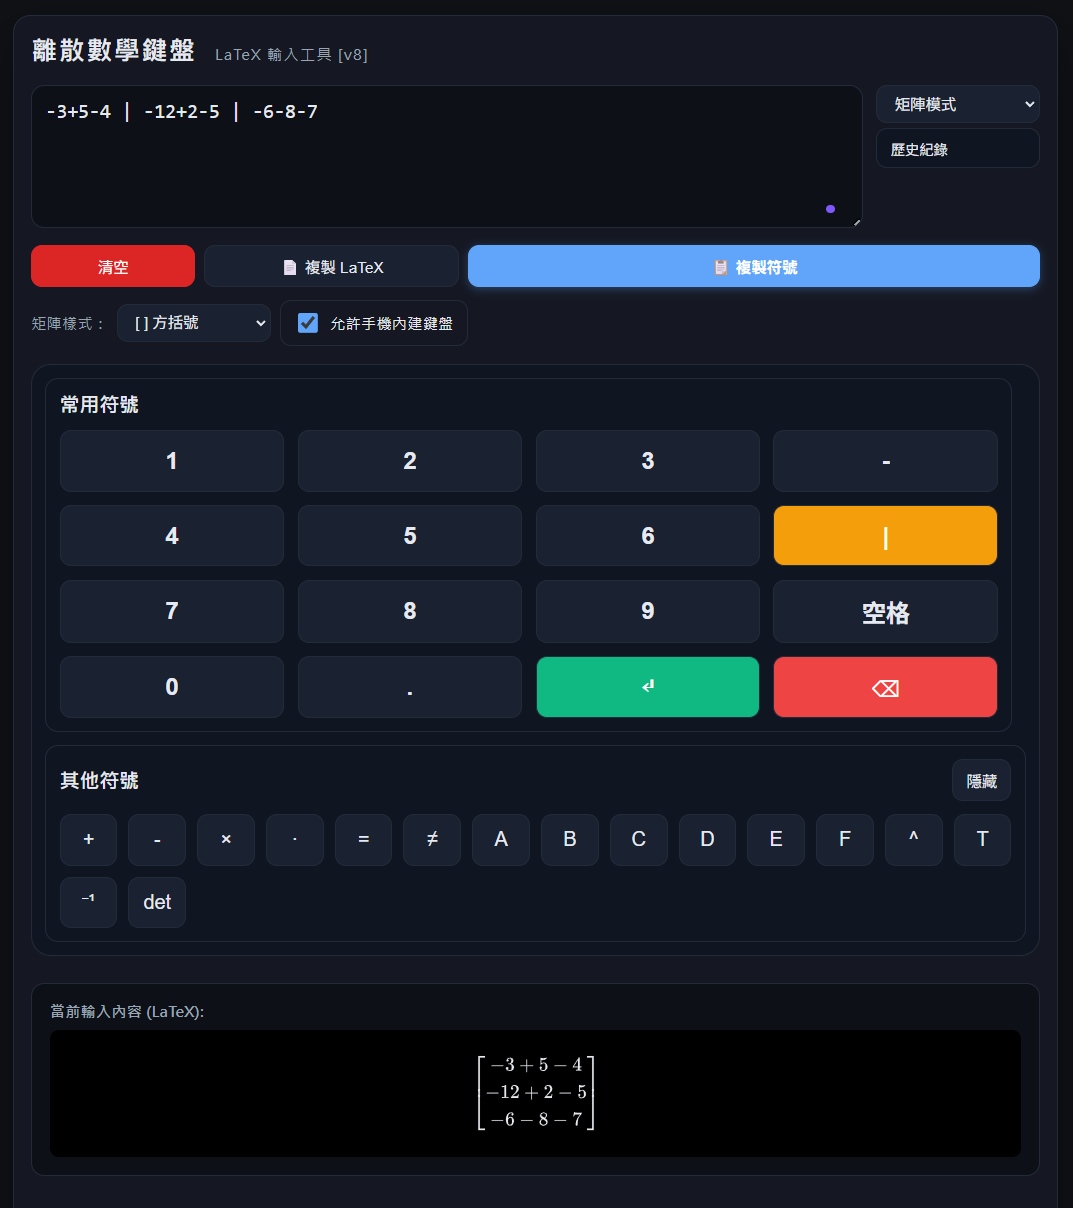 離散數學鍵盤 LaTeX 輸入工具 [v8]
-3+5-4 | -12+2-5 | -6-8-7
矩陣模式
歷史紀錄
清空
📄 複製 LaTeX
📋 複製符號
矩陣樣式：
[ ] 方括號
允許手機內建鍵盤
常用符號
1 2 3 -
4 5 6 |
7 8 9 空格
0 . ↵ ⌫
其他符號
隱藏
+ - × · = ≠ A B C D E F ^ T
⁻¹ det
當前輸入內容 (LaTeX):
−3 + 5 − 4
−12 + 2 − 5
−6 − 8 − 7